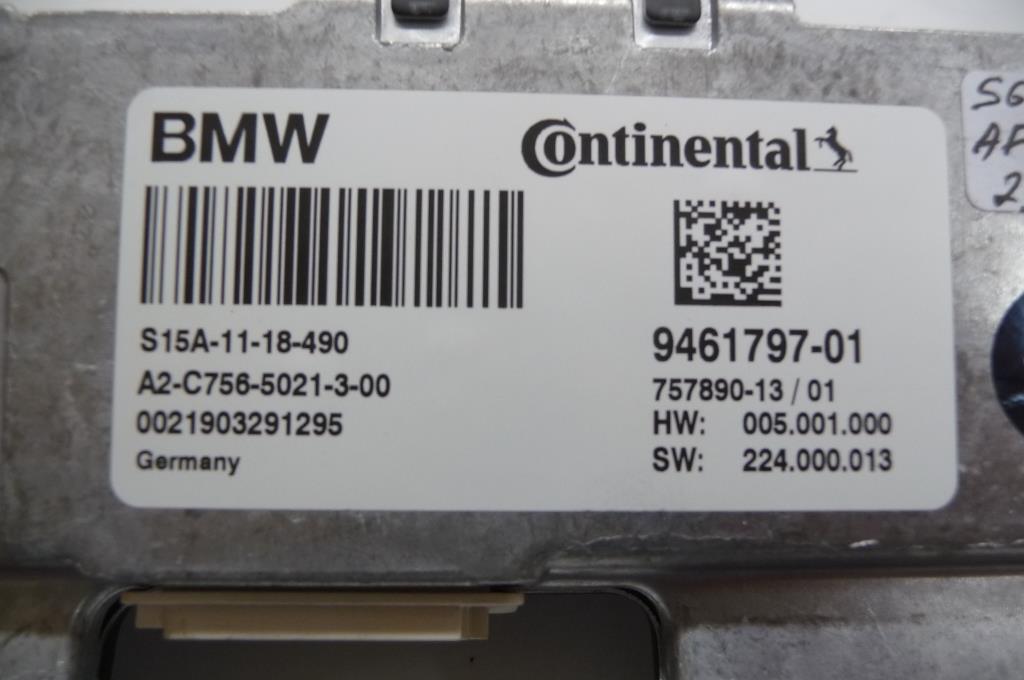 BMW
Continental
S15A-11-18-490
A2-C756-5021-3-00
0021903291295
Germany
9461797-01
757890-13 / 01
HW: 005.001.000
SW: 224.000.013